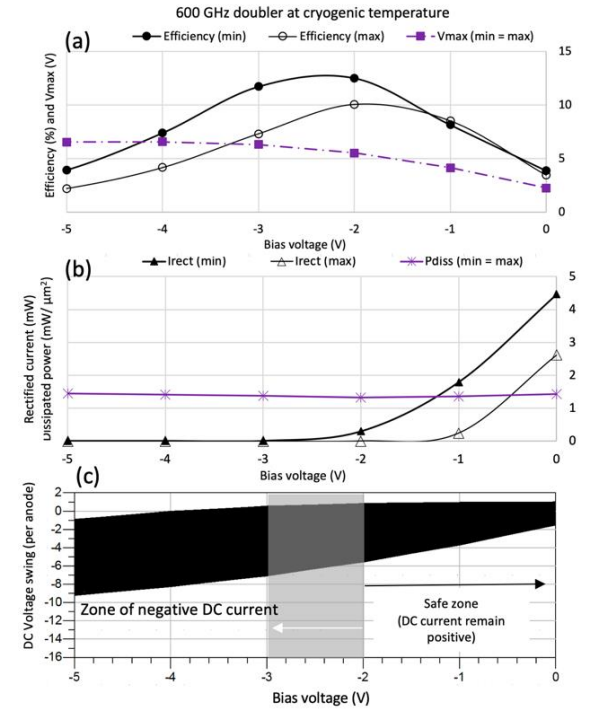 600 GHz doubler at cryogenic temperature
(a)
Efficiency (min) Efficiency (max) Vmax (min = max)
Efficiency (%) and Vmax (V)
15
10
5
0
-5 -4 -3 -2 -1 0
Bias voltage (V)
(b)
Irect (min) Irect (max) Pdiss (min = max)
Rectified current (mW)
Dissipated power (mW/ μm²)
5
4
3
2
1
0
-5 -4 -3 -2 -1
Bias voltage (V)
(c)
DC Voltage swing (per anode)
2
0
-2
-4
-6
-8
-10
-12
-14
-16
Zone of negative DC current
Safe zone
(DC current remain
positive)
-5 -4 -3 -2 -1 0
Bias voltage (V)